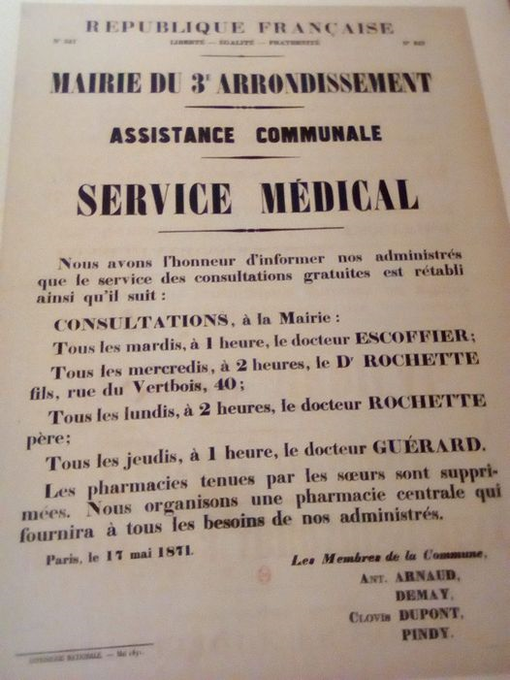 REPUBLIQUE FRANÇAISE
LIBERTÉ — ÉGALITÉ — FRATERNITÉ
MAIRIE DU 3e ARRONDISSEMENT
ASSISTANCE COMMUNALE
SERVICE MÉDICAL
Nous avons l'honneur d'informer nos administrés
que le service des consultations gratuites est rétabli
ainsi qu'il suit :
CONSULTATIONS, à la Mairie :
Tous les mardis, à 1 heure, le docteur ESCOFFIER;
Tous les mercredis, à 2 heures, le Dr ROCHETTE
fils, rue du Vertbois, 40;
Tous les lundis, à 2 heures, le docteur ROCHETTE
père;
Tous les jeudis, à 1 heure, le docteur GUÉRARD.
Les pharmacies tenues par les sœurs sont suppri-
mées. Nous organisons une pharmacie centrale qui
fournira à tous les besoins de nos administrés.
Paris, le 17 mai 1871.
Les Membres de la Commune,
ANT. ARNAUD,
DEMAY,
CLOVIS DUPONT,
PINDY.
IMPRIMERIE NATIONALE. — Mai 1871.